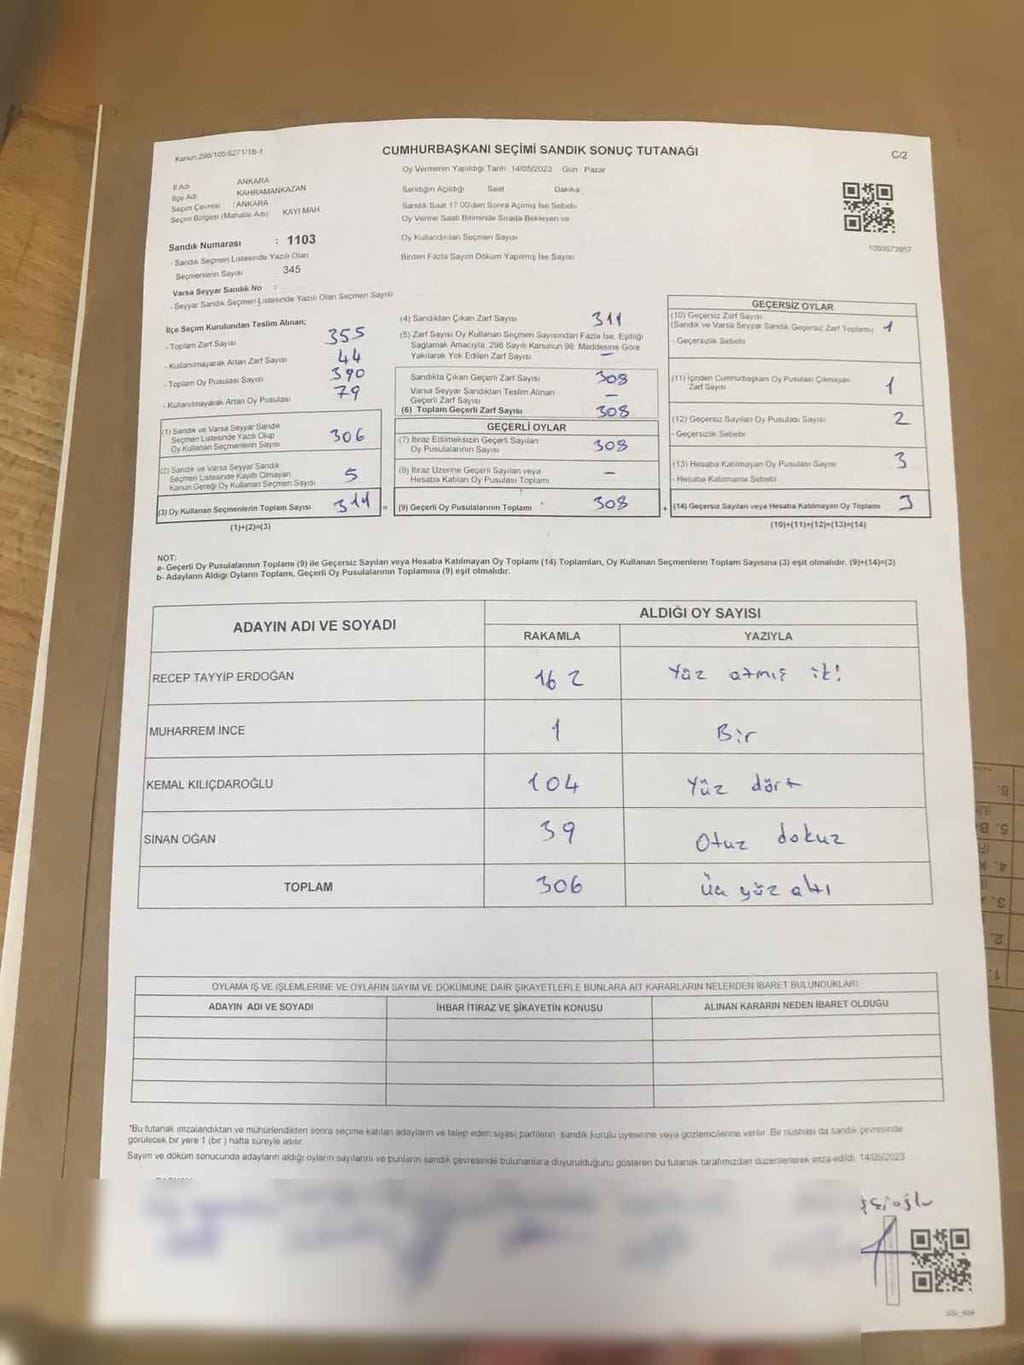 Kanun:298/105-6271/18-1
CUMHURBAŞKANI SEÇİMİ SANDIK SONUÇ TUTANAĞI
C/2
Oy Vermenin Yapıldığı Tarih: 14/05/2023 Gün : Pazar
İl Adı ANKARA
İlçe Adı KAHRAMANKAZAN
Seçim Çevresi : ANKARA
Seçim Bölgesi (Mahalle Adı) KAYI MAH.
Sandık Numarası : 1103
- Sandık Seçmen Listesinde Yazılı Olan
Seçmenlerin Sayısı 345
Varsa Seyyar Sandık No :
- Seyyar Sandık Seçmen Listesinde Yazılı Olan Seçmen Sayısı
Sandığın Açıldığı Saat Dakika
Sandık Saat 17:00'den Sonra Açımış İse Sebebi
Oy Verme Saati Bitiminde Sırada Bekleyen ve
Oy Kullandırılan Seçmen Sayısı
Birden Fazla Sayım Döküm Yapılmış İse Sayısı
1093573957
İlçe Seçim Kurulundan Teslim Alınan;
- Toplam Zarf Sayısı 355
- Kullanılmayarak Artan Zarf Sayısı 44
- Toplam Oy Pusulası Sayısı 390
- Kullanılmayarak Artan Oy Pusulası 79
(1) Sandık ve Varsa Seyyar Sandık
Seçmen Listesinde Yazılı Olup
Oy Kullanan Seçmenlerin Sayısı 306
(2) Sandık ve Varsa Seyyar Sandık
Seçmen Listesinde Kayıtlı Olmayan
Kanun Gereği Oy Kullanan Seçmen Sayısı 5
(3) Oy Kullanan Seçmenlerin Toplam Sayısı 311 =
(1)+(2)=(3)
(4) Sandıktan Çıkan Zarf Sayısı 311
(5) Zarf Sayısı Oy Kullanan Seçmen Sayısından Fazla İse, Eşitliği
Sağlamak Amacıyla, 298 Sayılı Kanunun 98. Maddesine Göre
Yakılarak Yok Edilen Zarf Sayısı —
Sandıkta Çıkan Geçerli Zarf Sayısı 308
Varsa Seyyar Sandıktan Teslim Alınan
Geçerli Zarf Sayısı —
(6) Toplam Geçerli Zarf Sayısı 308
GEÇERLİ OYLAR
(7) İtiraz Edilmeksizin Geçerli Sayılan
Oy Pusulalarının Sayısı 308
(8) İtiraz Üzerine Geçerli Sayılan veya
Hesaba Katılan Oy Pusulası Toplamı —
(9) Geçerli Oy Pusulalarının Toplamı 308 +
GEÇERSİZ OYLAR
(10) Geçersiz Zarf Sayısı
(Sandık ve Varsa Seyyar Sandık Geçersiz Zarf Toplamı) 1
- Geçersizlik Sebebi
(11) İçinden Cumhurbaşkanı Oy Pusulası Çıkmayan
Zarf Sayısı 1
(12) Geçersiz Sayılan Oy Pusulası Sayısı 2
- Geçersizlik Sebebi
(13) Hesaba Katılmayan Oy Pusulası Sayısı 3
- Hesaba Katılmama Sebebi
(14) Geçersiz Sayılan veya Hesaba Katılmayan Oy Toplamı 3
(10)+(11)+(12)+(13)=(14)
NOT:
a- Geçerli Oy Pusulalarının Toplamı (9) ile Geçersiz Sayılan veya Hesaba Katılmayan Oy Toplamı (14) Toplamları, Oy Kullanan Seçmenlerin Toplam Sayısına (3) eşit olmalıdır. (9)+(14)=(3)
b- Adayların Aldığı Oyların Toplamı, Geçerli Oy Pusulalarının Toplamına (9) eşit olmalıdır.
ADAYIN ADI VE SOYADI ALDIĞI OY SAYISI
RAKAMLA YAZIYLA
RECEP TAYYİP ERDOĞAN 162 Yüz atmış iki
MUHARREM İNCE 1 Bir
KEMAL KILIÇDAROĞLU 104 Yüz dört
SİNAN OĞAN 39 Otuz dokuz
TOPLAM 306 Üç yüz altı
OYLAMA İŞ VE İŞLEMLERİNE VE OYLARIN SAYIM VE DÖKÜMÜNE DAİR ŞİKAYETLERLE BUNLARA AİT KARARLARIN NELERDEN İBARET BULUNDUKLARI
ADAYIN ADI VE SOYADI İHBAR İTİRAZ VE ŞİKAYETİN KONUSU ALINAN KARARIN NEDEN İBARET OLDUĞU
*Bu tutanak imzalandıktan ve mühürlendikten sonra seçime katılan adayların ve talep eden siyasi partilerin sandık kurulu üyelerine veya gözlemcilerine verilir. Bir nüshası da sandık çevresinde
görülecek bir yere 1 (bir ) hafta süreyle asılır.
Sayım ve döküm sonucunda adayların aldığı oyların sayılarını ve bunların sandık çevresinde bulunanlara duyurulduğunu gösteren bu tutanak tarafımızdan düzenlenerek imza edildi. 14/05/2023